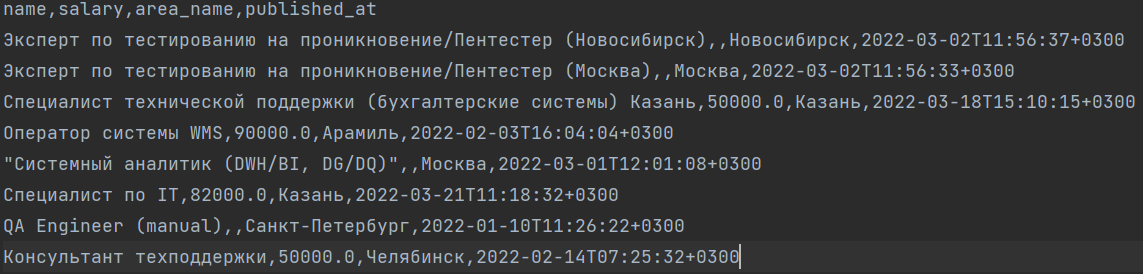 name,salary,area_name,published_at
Эксперт по тестированию на проникновение/Пентестер (Новосибирск),,Новосибирск,2022-03-02T11:56:37+0300
Эксперт по тестированию на проникновение/Пентестер (Москва),,Москва,2022-03-02T11:56:33+0300
Специалист технической поддержки (бухгалтерские системы) Казань,50000.0,Казань,2022-03-18T15:10:15+0300
Оператор системы WMS,90000.0,Арамиль,2022-02-03T16:04:04+0300
"Системный аналитик (DWH/BI, DG/DQ)",,Москва,2022-03-01T12:01:08+0300
Специалист по IT,82000.0,Казань,2022-03-21T11:18:32+0300
QA Engineer (manual),,Санкт-Петербург,2022-01-10T11:26:22+0300
Консультант техподдержки,50000.0,Челябинск,2022-02-14T07:25:32+0300